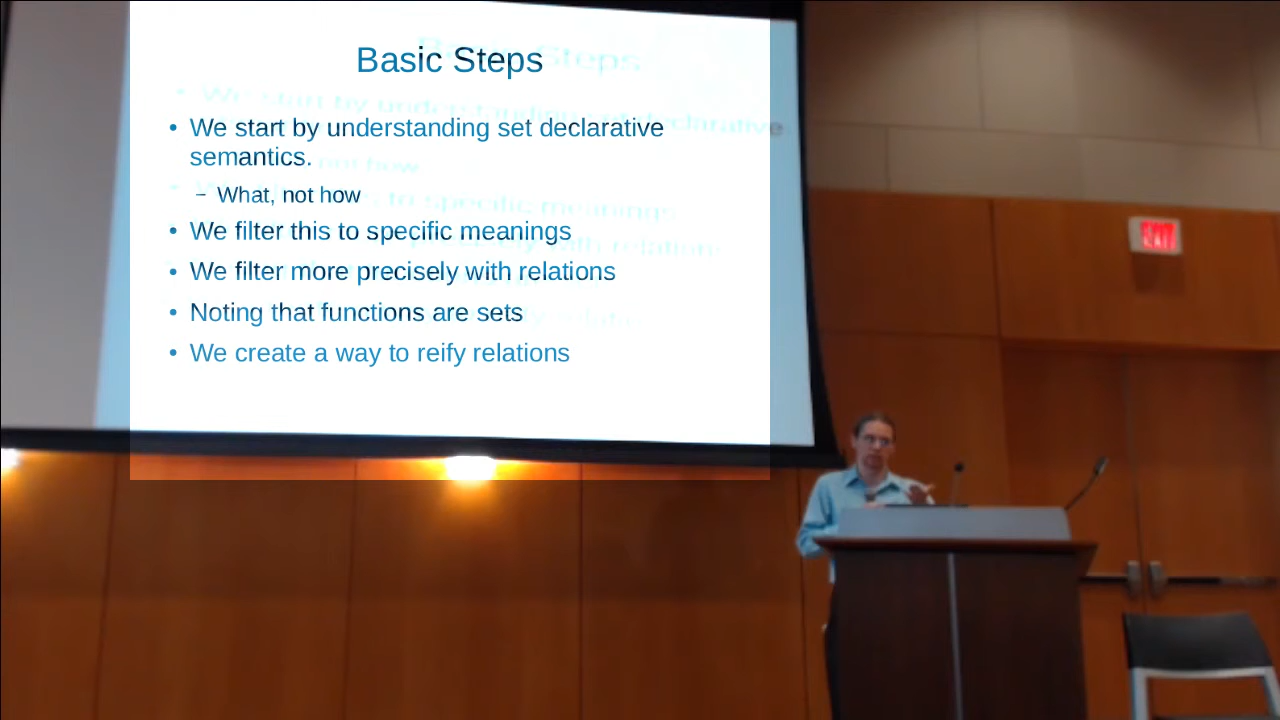 Basic Steps
• We start by understanding set declarative
semantics.
– What, not how
• We filter this to specific meanings
• We filter more precisely with relations
• Noting that functions are sets
• We create a way to reify relations
EXIT